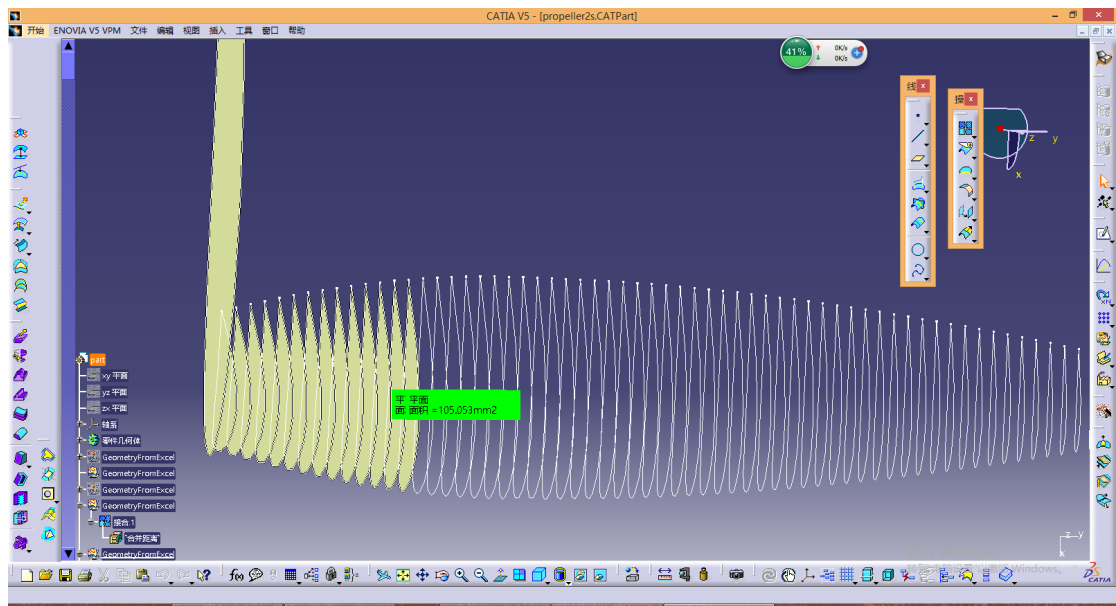 CATIA V5 - [propeller2s.CATPart]
开始 ENOVIA V5 VPM 文件 编辑 视图 插入 工具 窗口 帮助
41% 0K/s
0K/s
线
操
z y
x
part
xy 平面
yz 平面
zx 平面
轴系
零件几何体
GeometryFromExcel
GeometryFromExcel
GeometryFromExcel
GeometryFromExcel
接合.1
"合并距离"
GeometryFromExcel
平 平面
面: 面积 =105.053mm2
z y
x
Windows。
f(x)
CATIA